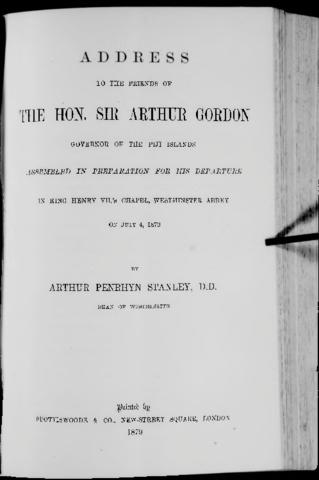 ADDRESS
TO THE FRIENDS OF
THE HON. SIR ARTHUR GORDON
GOVERNOR OF THE FIJI ISLANDS
ASSEMBLED IN PREPARATION FOR HIS DEPARTURE
IN KING HENRY VII.'s CHAPEL, WESTMINSTER ABBEY
ON JULY 4, 1879
BY
ARTHUR PENRHYN STANLEY, D.D.
DEAN OF WESTMINSTER
Printed by
SPOTTISWOODE & CO., NEW-STREET SQUARE, LONDON
1879